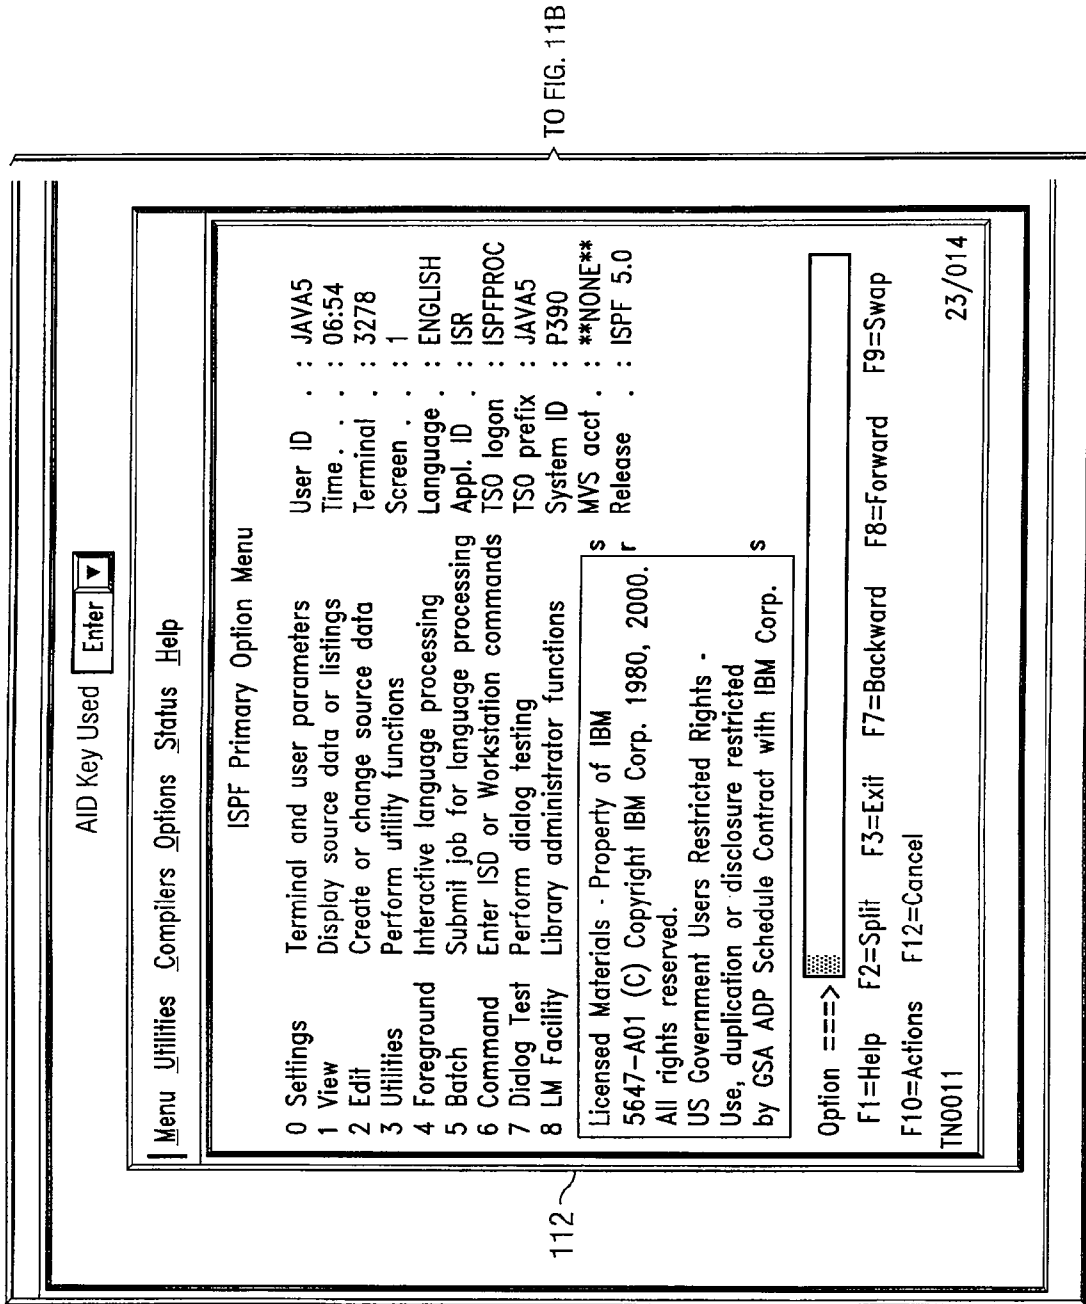 AID Key Used Enter
Menu Utilities Compilers Options Status Help
ISPF Primary Option Menu
0 Settings Terminal and user parameters User ID . : JAVA5
1 View Display source data or listings Time. . . : 06:54
2 Edit Create or change source data Terminal . : 3278
3 Utilities Perform utility functions Screen . . : 1
4 Foreground Interactive language processing Language . : ENGLISH
5 Batch Submit job for language processing Appl. ID . : ISR
6 Command Enter ISD or Workstation commands TSO logon : ISPFPROC
7 Dialog Test Perform dialog testing TSO prefix : JAVA5
8 LM Facility Library administrator functions System ID : P390
MVS acct . : **NONE**
Release . : ISPF 5.0
Licensed Materials - Property of IBM s
5647-A01 (C) Copyright IBM Corp. 1980, 2000. r
All rights reserved.
US Government Users Restricted Rights -
Use, duplication or disclosure restricted
by GSA ADP Schedule Contract with IBM Corp. s
Option ===>
F1=Help F2=Split F3=Exit F7=Backward F8=Forward F9=Swap
F10=Actions F12=Cancel
TN0011 23/014
112
TO FIG. 11B